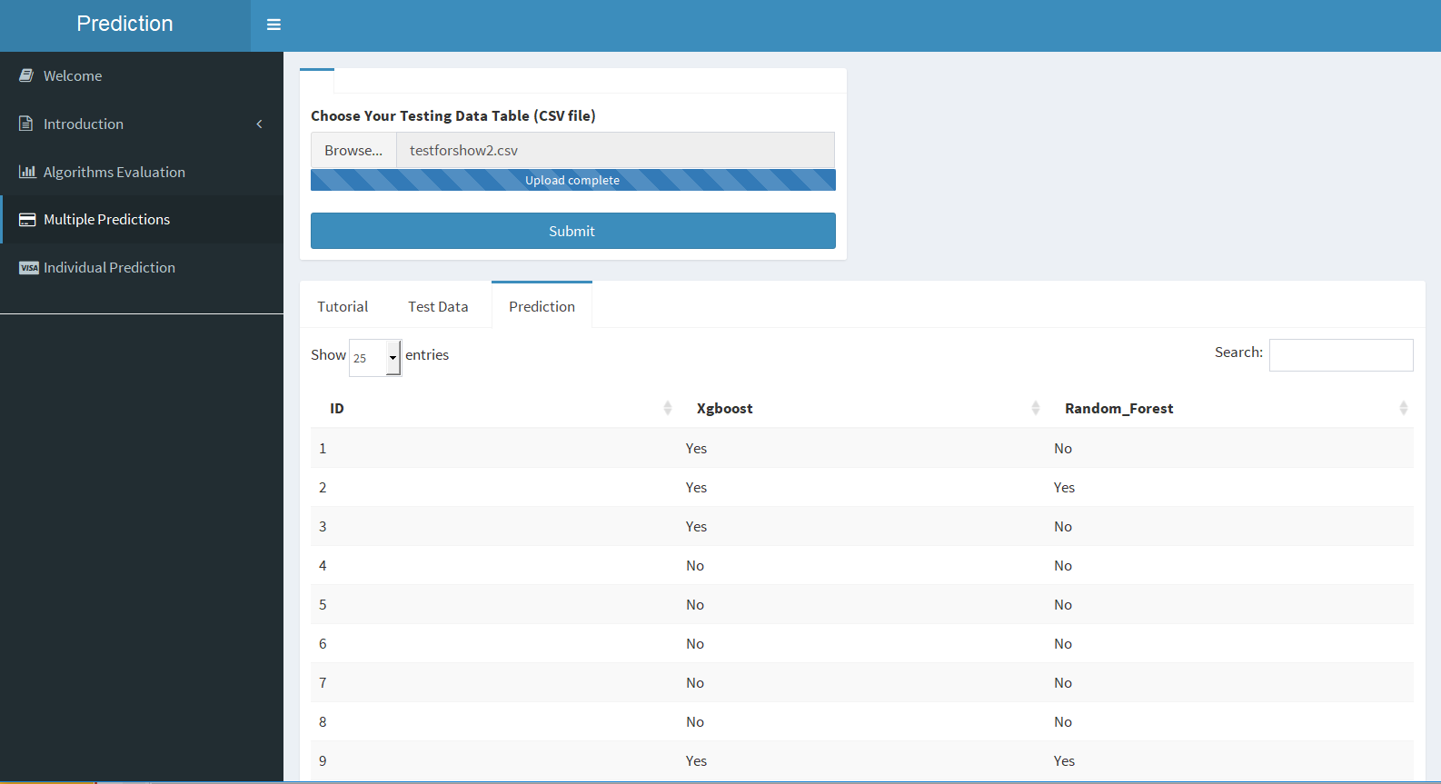 Prediction
Welcome
Introduction
Algorithms Evaluation
Multiple Predictions
VISA Individual Prediction
Choose Your Testing Data Table (CSV file)
Browse... testforshow2.csv
Upload complete
Submit
Tutorial Test Data Prediction
Show 25 entries Search:
ID Xgboost Random_Forest
1 Yes No
2 Yes Yes
3 Yes No
4 No No
5 No No
6 No No
7 No No
8 No No
9 Yes Yes